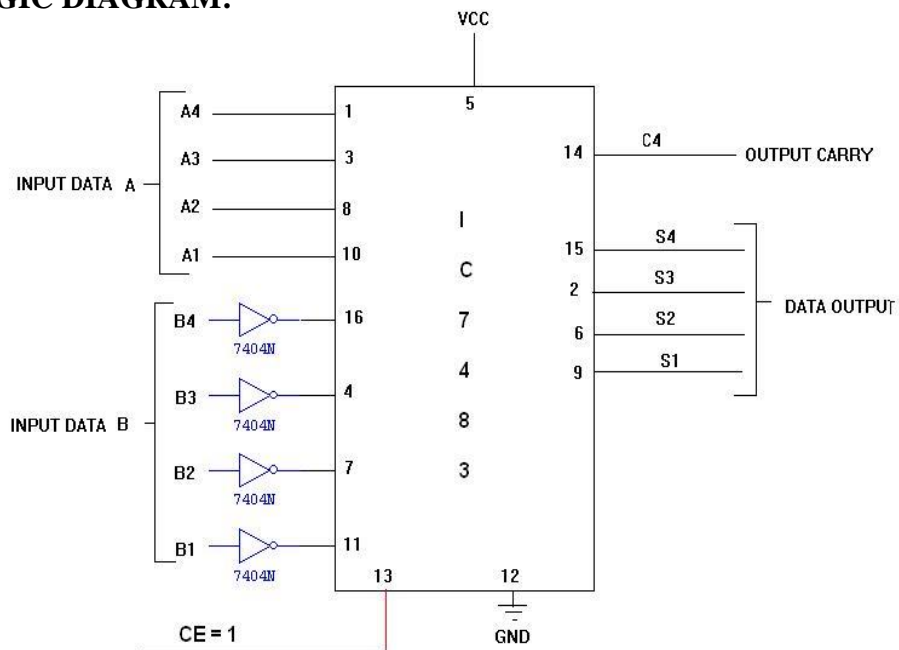 GIC DIAGRAM:
VCC
5
A4 1
A3 3
INPUT DATA A
A2 8
A1 10
14 C4 OUTPUT CARRY
15 S4
2 S3
DATA OUTPUT
6 S2
9 S1
I
C
7
4
8
3
B4 16
7404N
B3 4
7404N
INPUT DATA B
B2 7
7404N
B1 11
7404N
13 12
CE = 1
GND